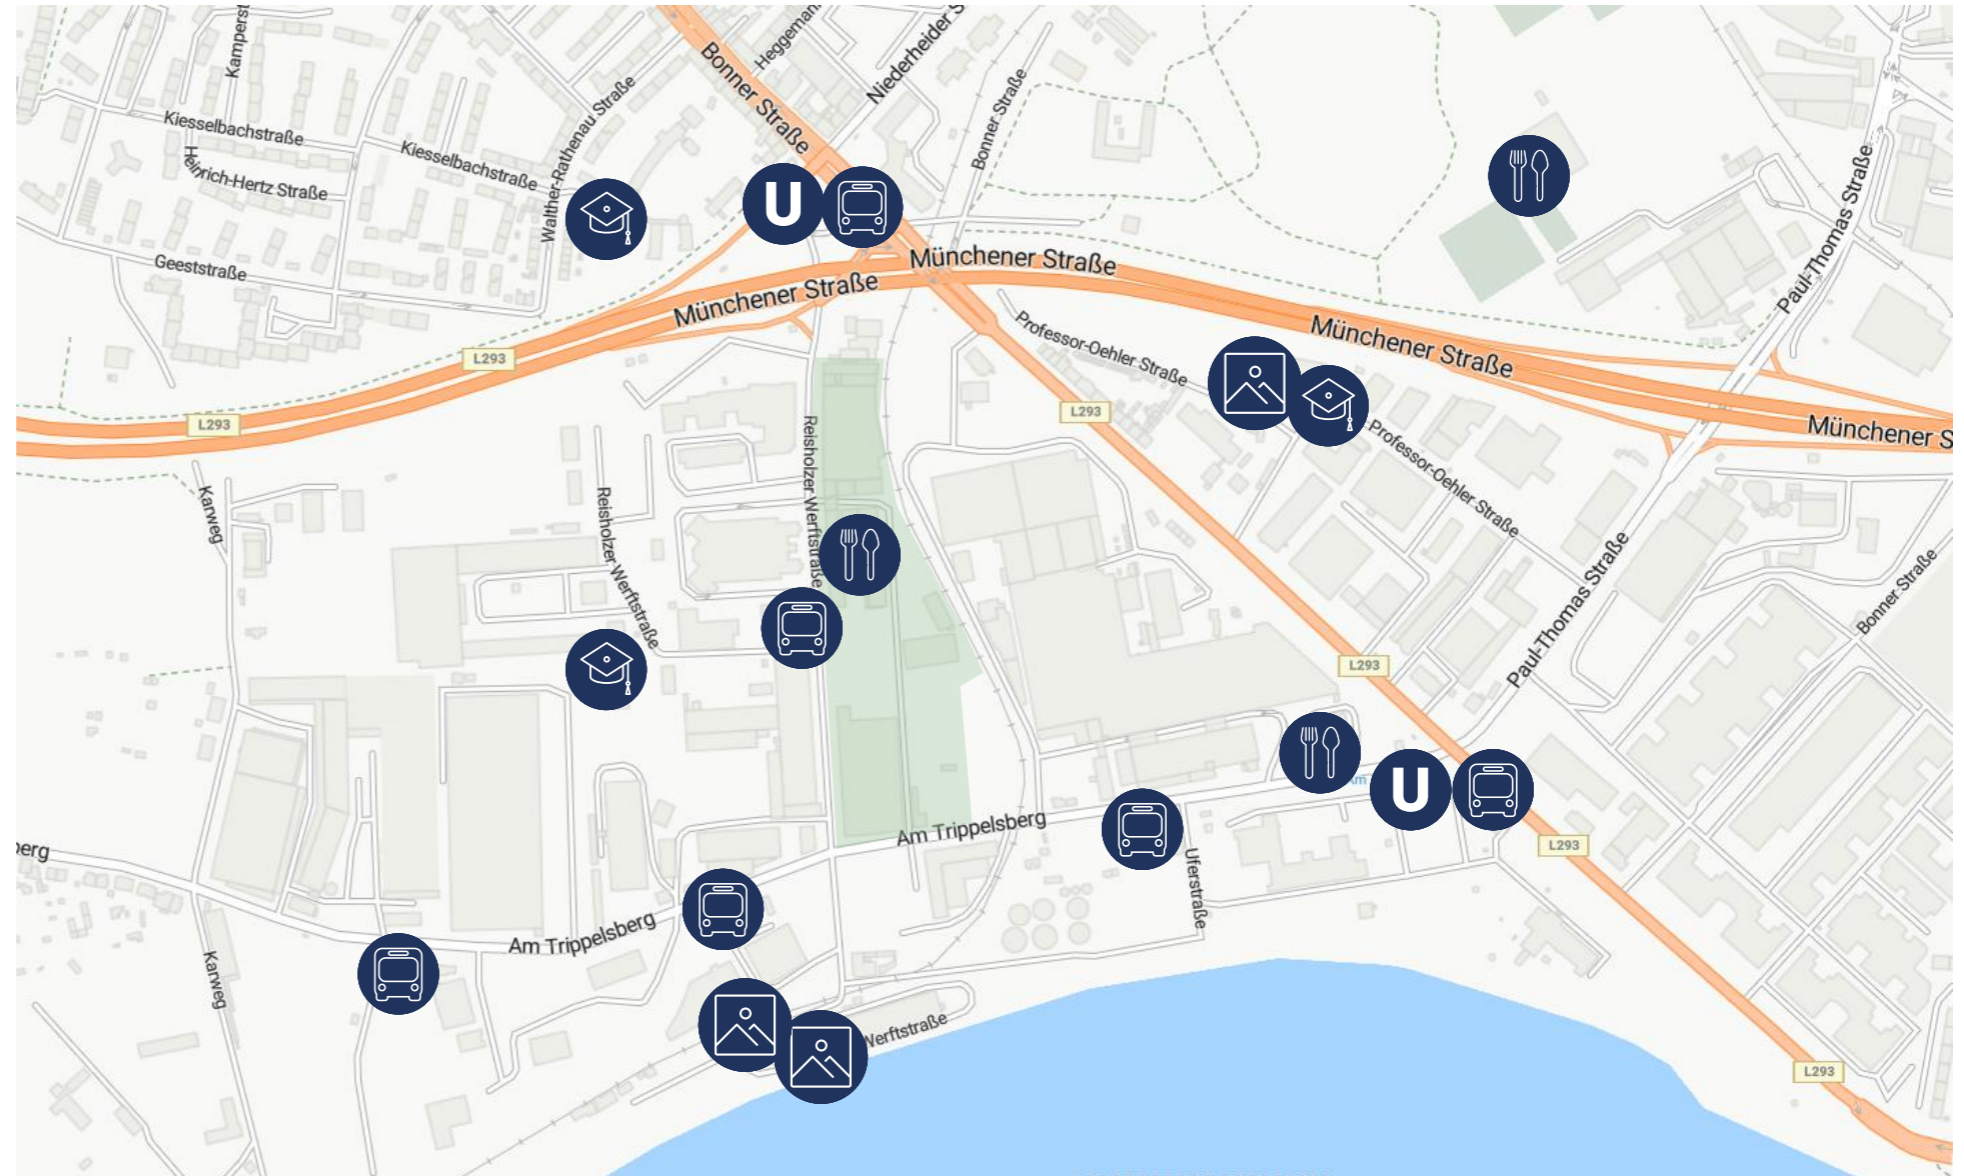 Kamperst
Bonner Straße
Heggemann
Niederheider S
Bonner Straße
Kiesselbachstraße
Kiesselbachstraße
Heinrich-Hertz Straße
Walther-Rathenau Straße
Geeststraße
U
Münchener Straße
Münchener Straße
Münchener Straße
Münchener S
Paul-Thomas Straße
L293
L293
L293
Professor-Oehler Straße
Professor-Oehler Straße
Karweg
Reisholzer Werftstraße
Reisholzer Werftstraße
Paul-Thomas Straße
Bonner-Straße
L293
Am
U
Am Trippelsberg
L293
berg
Uferstraße
Am Trippelsberg
Karweg
Werftstraße
L293